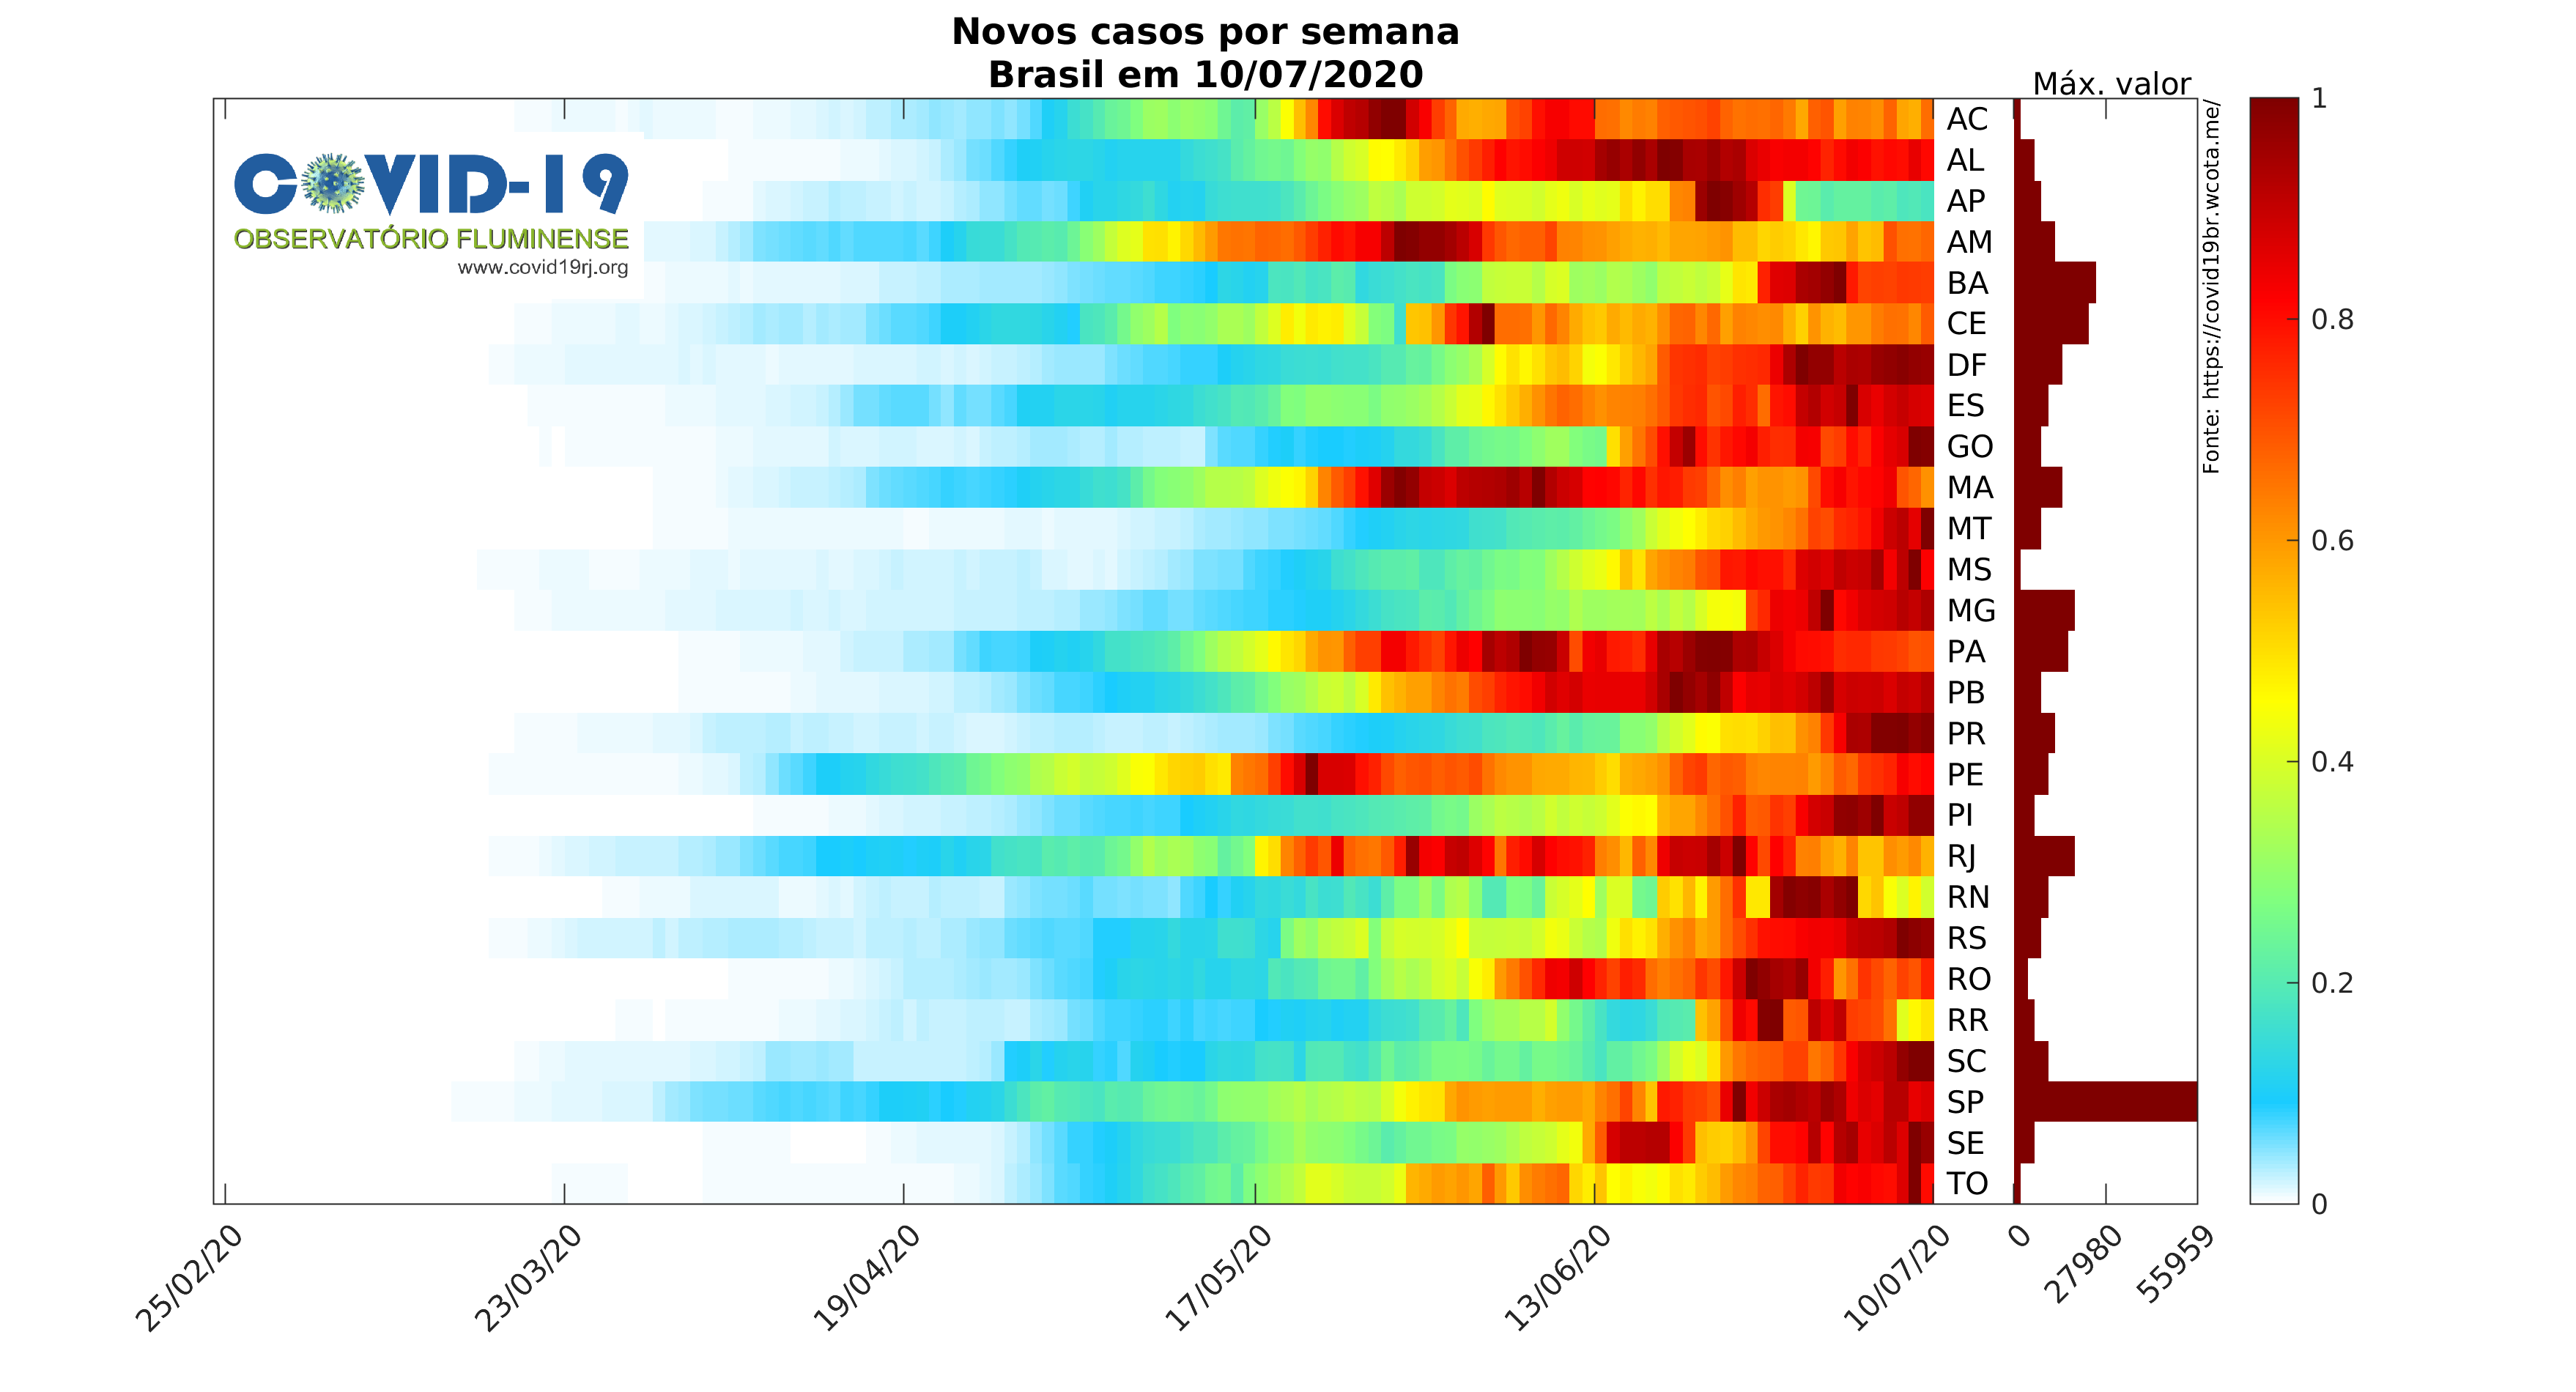 Novos casos por semana
Brasil em 10/07/2020
Máx. valor
COVID-19
OBSERVATÓRIO FLUMINENSE
www.covid19rj.org
AC
AL
AP
AM
BA
CE
DF
ES
GO
MA
MT
MS
MG
PA
PB
PR
PE
PI
RJ
RN
RS
RO
RR
SC
SP
SE
TO
Fonte: https://covid19br.wcota.me/
1
0.8
0.6
0.4
0.2
0
25/02/20
23/03/20
19/04/20
17/05/20
13/06/20
10/07/20
0
27980
55959